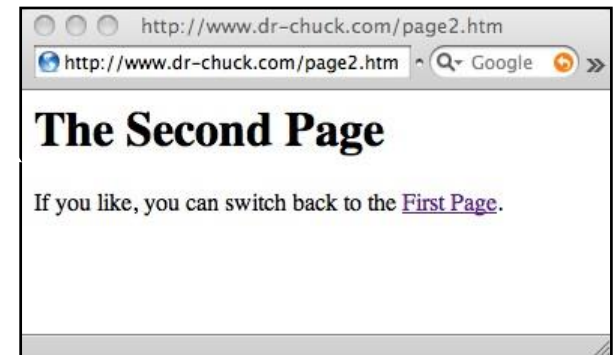 http://www.dr-chuck.com/page2.htm
http://www.dr-chuck.com/page2.htm Google »
The Second Page
If you like, you can switch back to the First Page.